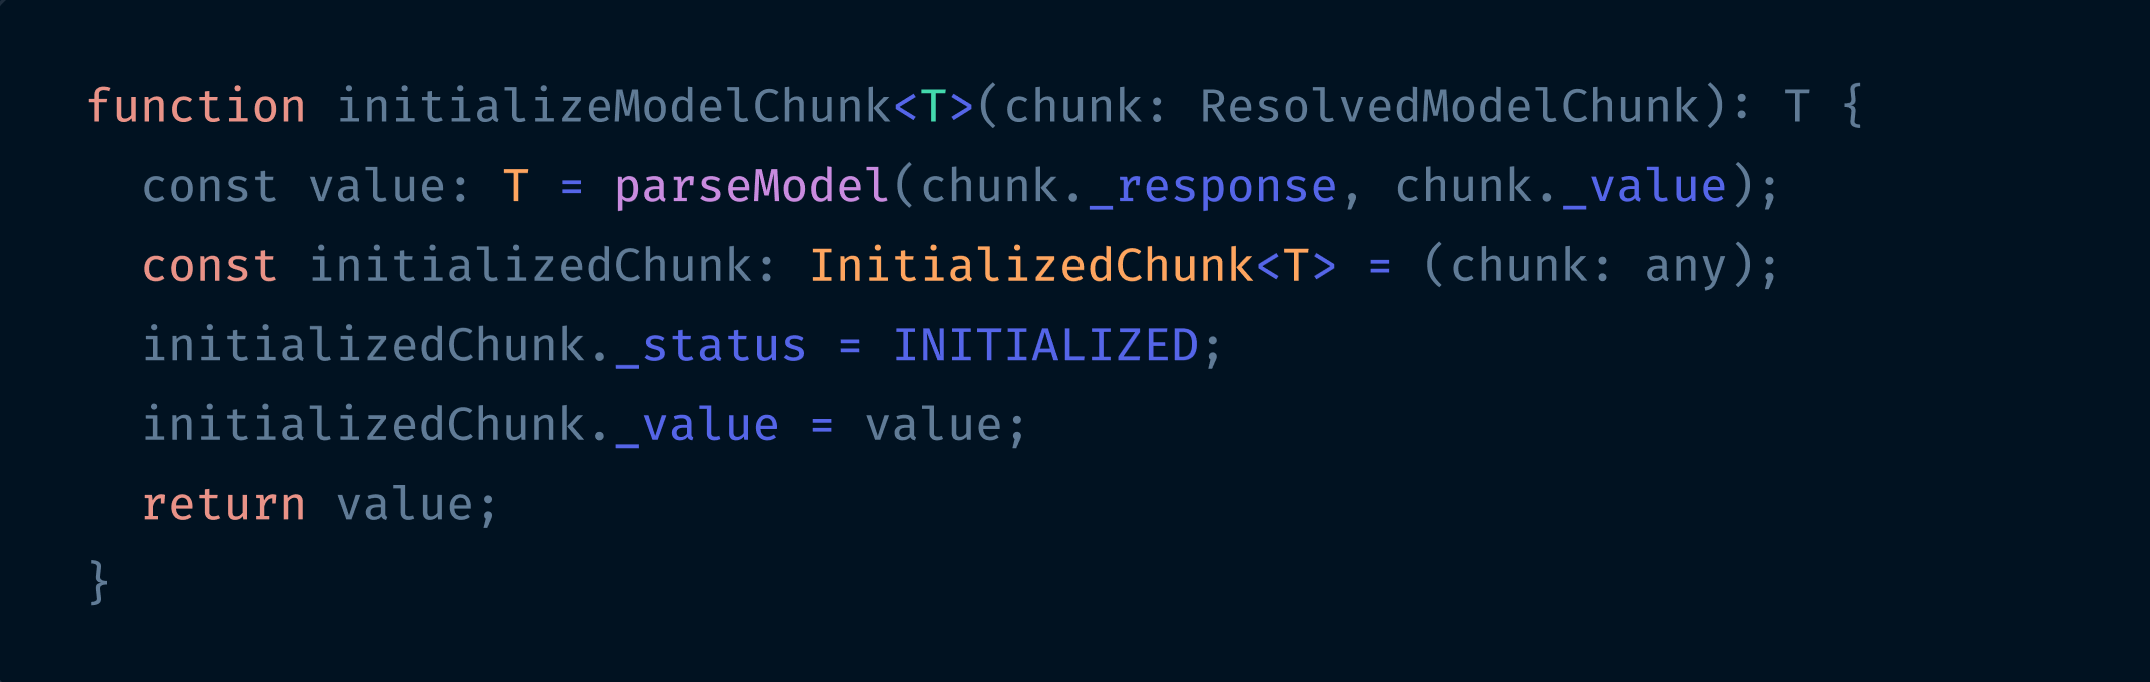 function initializeModelChunk<T>(chunk: ResolvedModelChunk): T {
  const value: T = parseModel(chunk._response, chunk._value);
  const initializedChunk: InitializedChunk<T> = (chunk: any);
  initializedChunk._status = INITIALIZED;
  initializedChunk._value = value;
  return value;
}